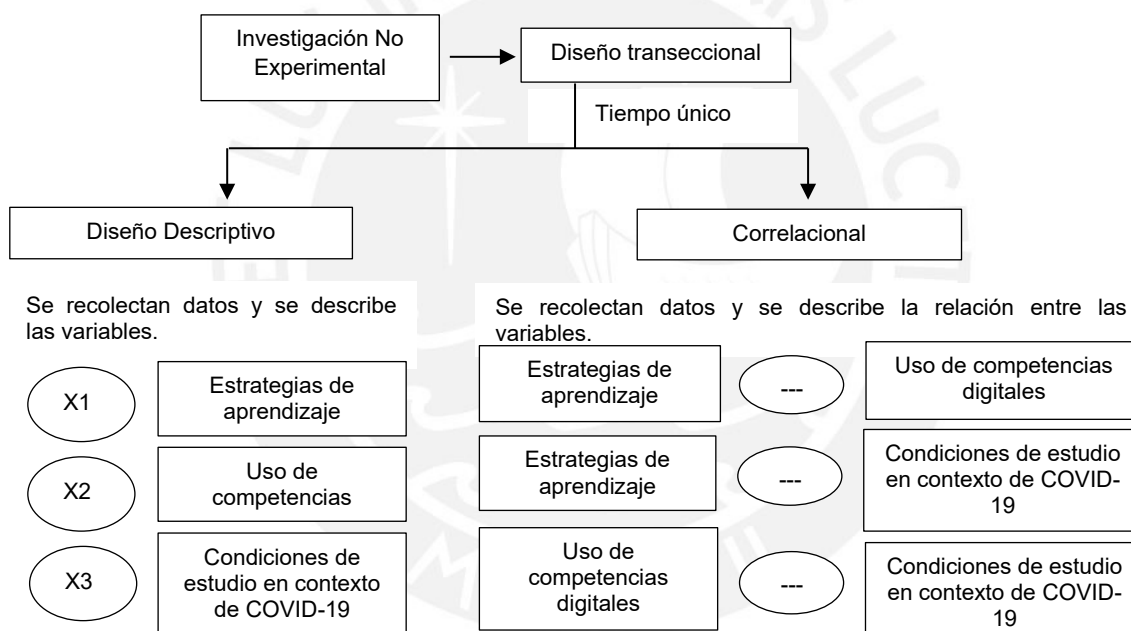 Investigación No
Experimental
Diseño transeccional
Tiempo único
Diseño Descriptivo
Correlacional
Se recolectan datos y se describe
las variables.
Se recolectan datos y se describe la relación entre las
variables.
X1
Estrategias de
aprendizaje
Estrategias de
aprendizaje
---
Uso de competencias
digitales
X2
Uso de
competencias
Estrategias de
aprendizaje
---
Condiciones de estudio
en contexto de COVID-
19
X3
Condiciones de
estudio en contexto
de COVID-19
Uso de
competencias
digitales
---
Condiciones de estudio
en contexto de COVID-
19